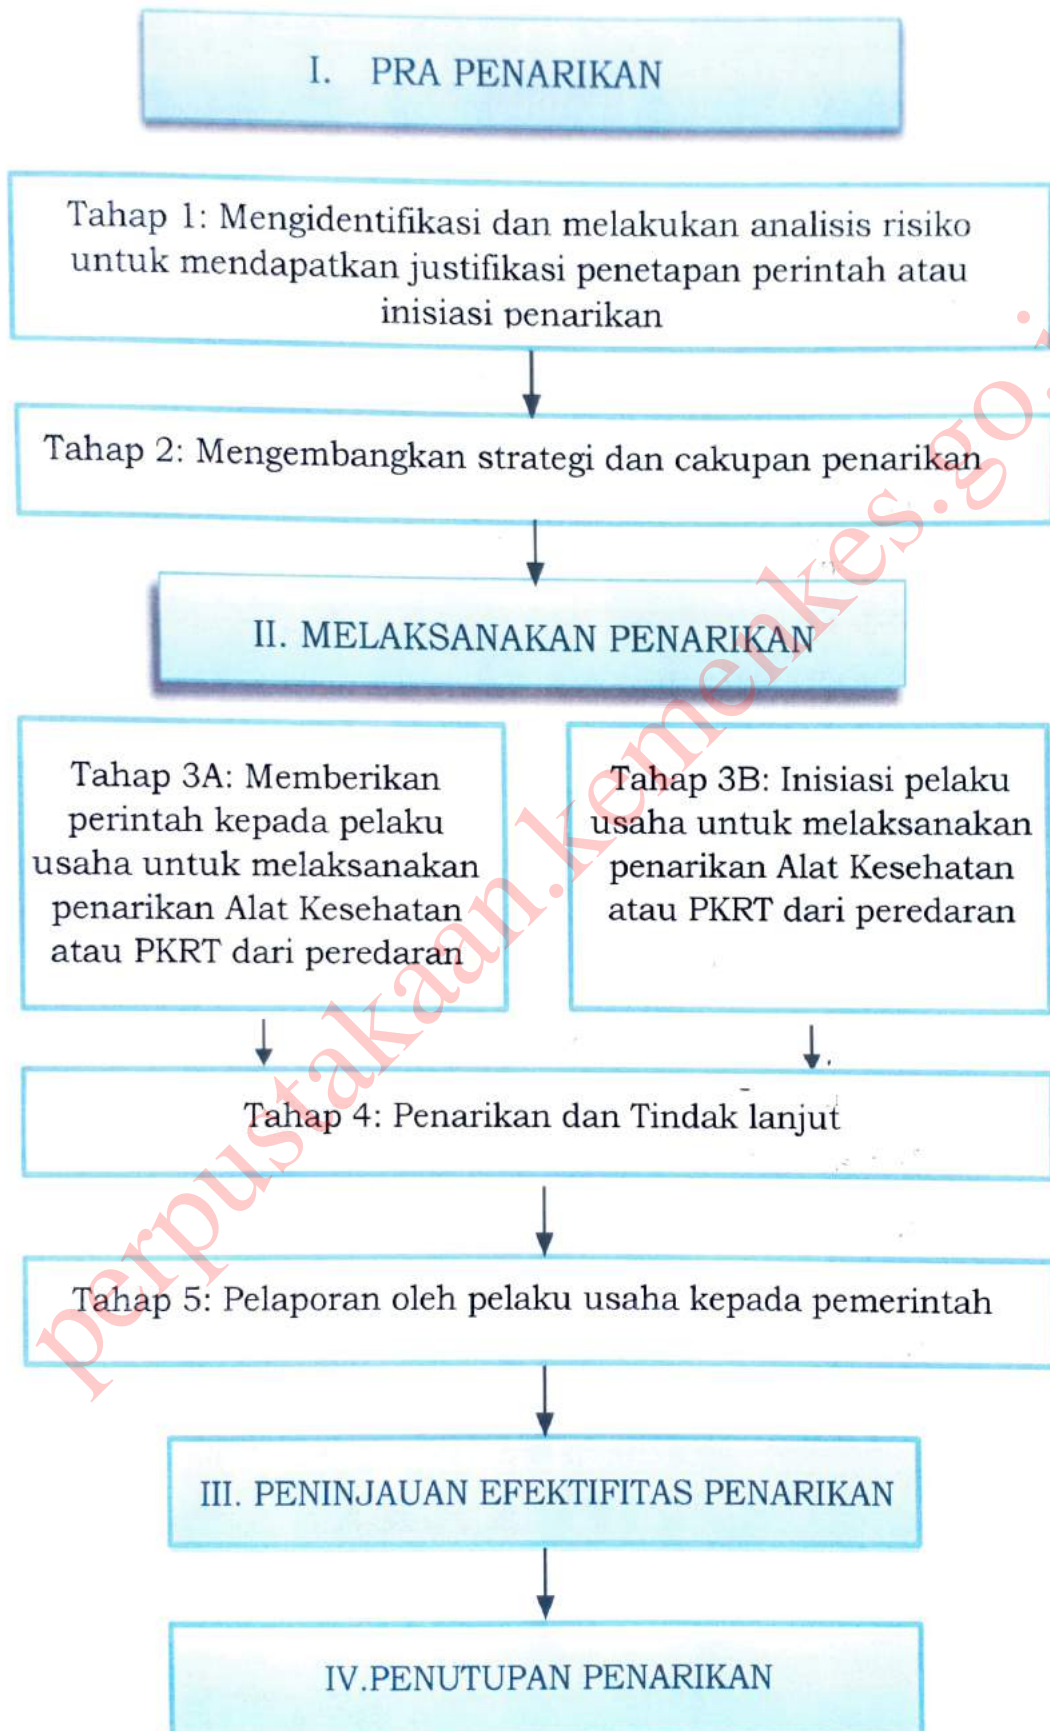 I. PRA PENARIKAN
Tahap 1: Mengidentifikasi dan melakukan analisis risiko
untuk mendapatkan justifikasi penetapan perintah atau
inisiasi penarikan
Tahap 2: Mengembangkan strategi dan cakupan penarikan
II. MELAKSANAKAN PENARIKAN
Tahap 3A: Memberikan
perintah kepada pelaku
usaha untuk melaksanakan
penarikan Alat Kesehatan
atau PKRT dari peredaran
Tahap 3B: Inisiasi pelaku
usaha untuk melaksanakan
penarikan Alat Kesehatan
atau PKRT dari peredaran
Tahap 4: Penarikan dan Tindak lanjut
Tahap 5: Pelaporan oleh pelaku usaha kepada pemerintah
III. PENINJAUAN EFEKTIFITAS PENARIKAN
IV.PENUTUPAN PENARIKAN
perpustakaan.kemenkes.go.i